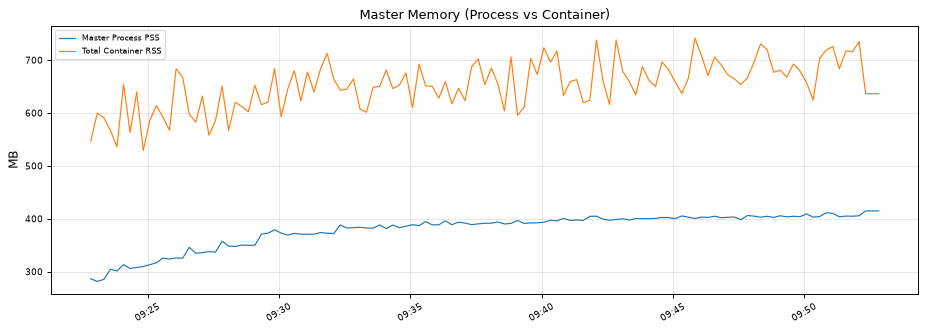 Master Memory (Process vs Container)
Master Process PSS
Total Container RSS
MB
700
600
500
400
300
09:25
09:30
09:35
09:40
09:45
09:50